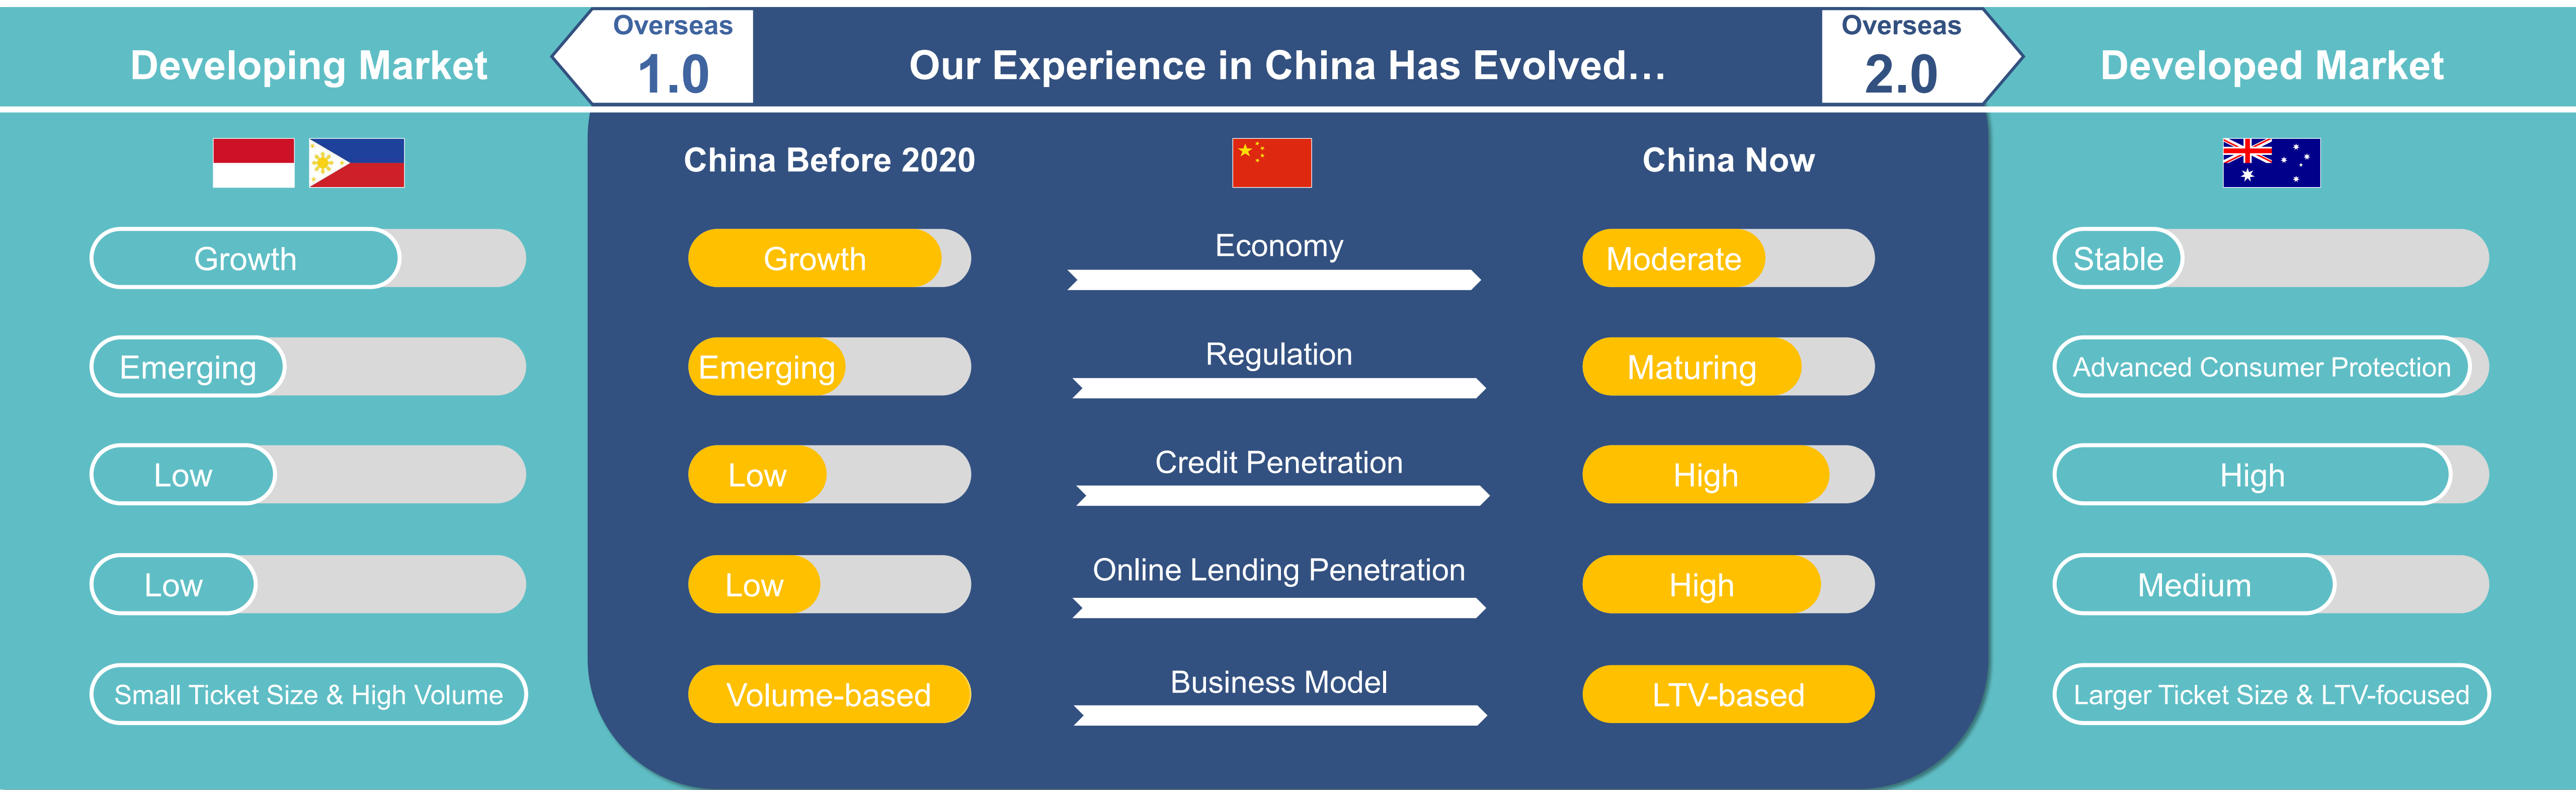 Developing Market
Overseas
1.0
Our Experience in China Has Evolved…
Overseas
2.0
Developed Market
China Before 2020
China Now
Growth
Growth
Economy
Moderate
Stable
Emerging
Emerging
Regulation
Maturing
Advanced Consumer Protection
Low
Low
Credit Penetration
High
High
Low
Low
Online Lending Penetration
High
Medium
Small Ticket Size & High Volume
Volume-based
Business Model
LTV-based
Larger Ticket Size & LTV-focused